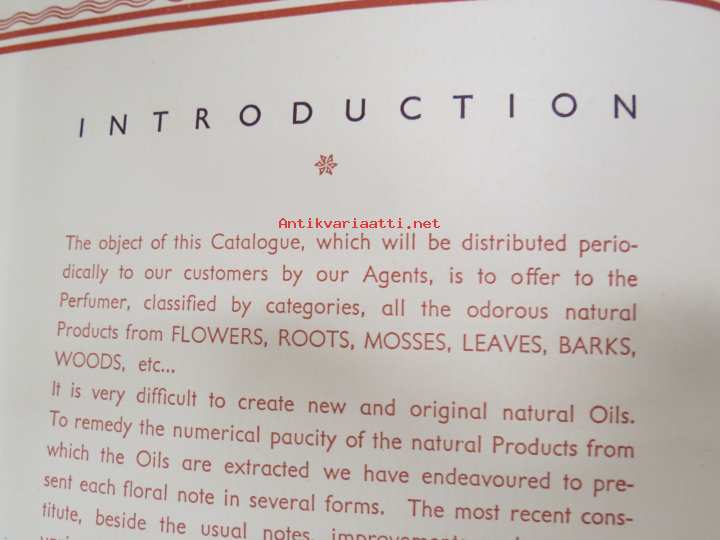 INTRODUCTION
Antikvariaatti.net
The object of this Catalogue, which will be distributed perio-
dically to our customers by our Agents, is to offer to the
Perfumer, classified by categories, all the odorous natural
Products from FLOWERS, ROOTS, MOSSES, LEAVES, BARKS,
WOODS, etc...
It is very difficult to create new and original natural Oils.
To remedy the numerical paucity of the natural Products from
which the Oils are extracted we have endeavoured to pre-
sent each floral note in several forms. The most recent cons-
titute, beside the usual notes, improvements